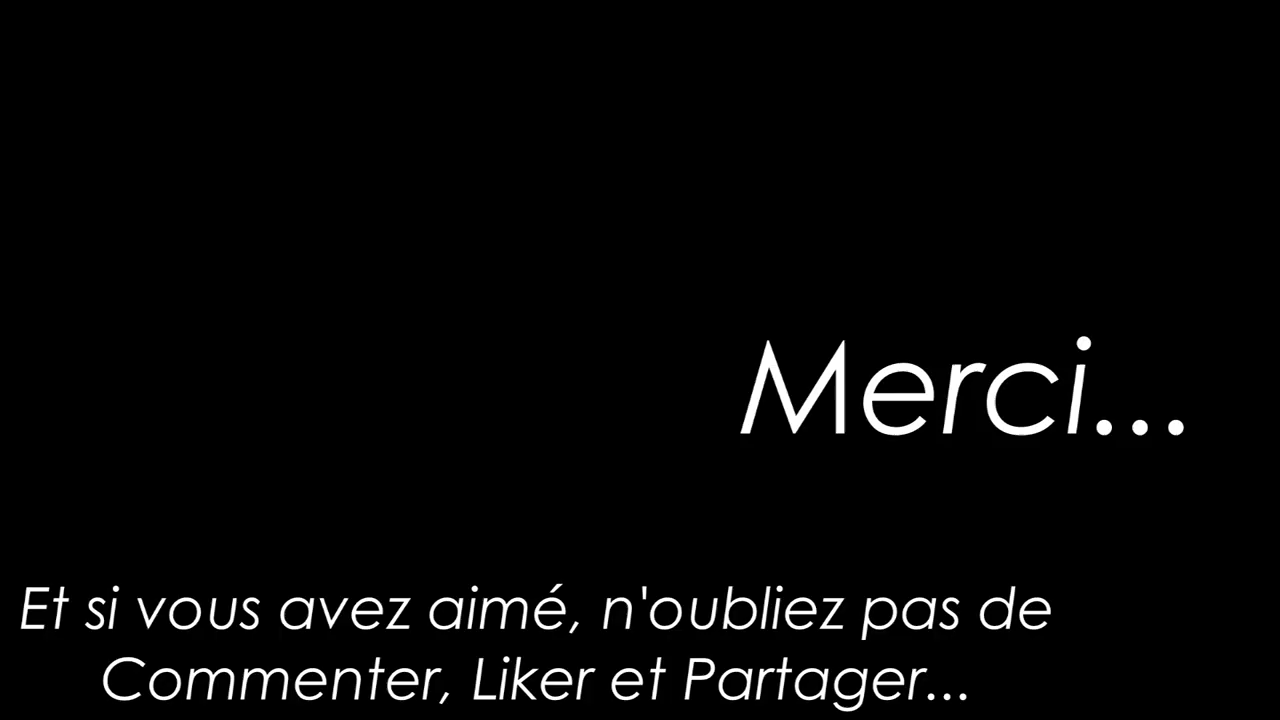 Merci...
Et si vous avez aimé, n'oubliez pas de
Commenter, Liker et Partager...